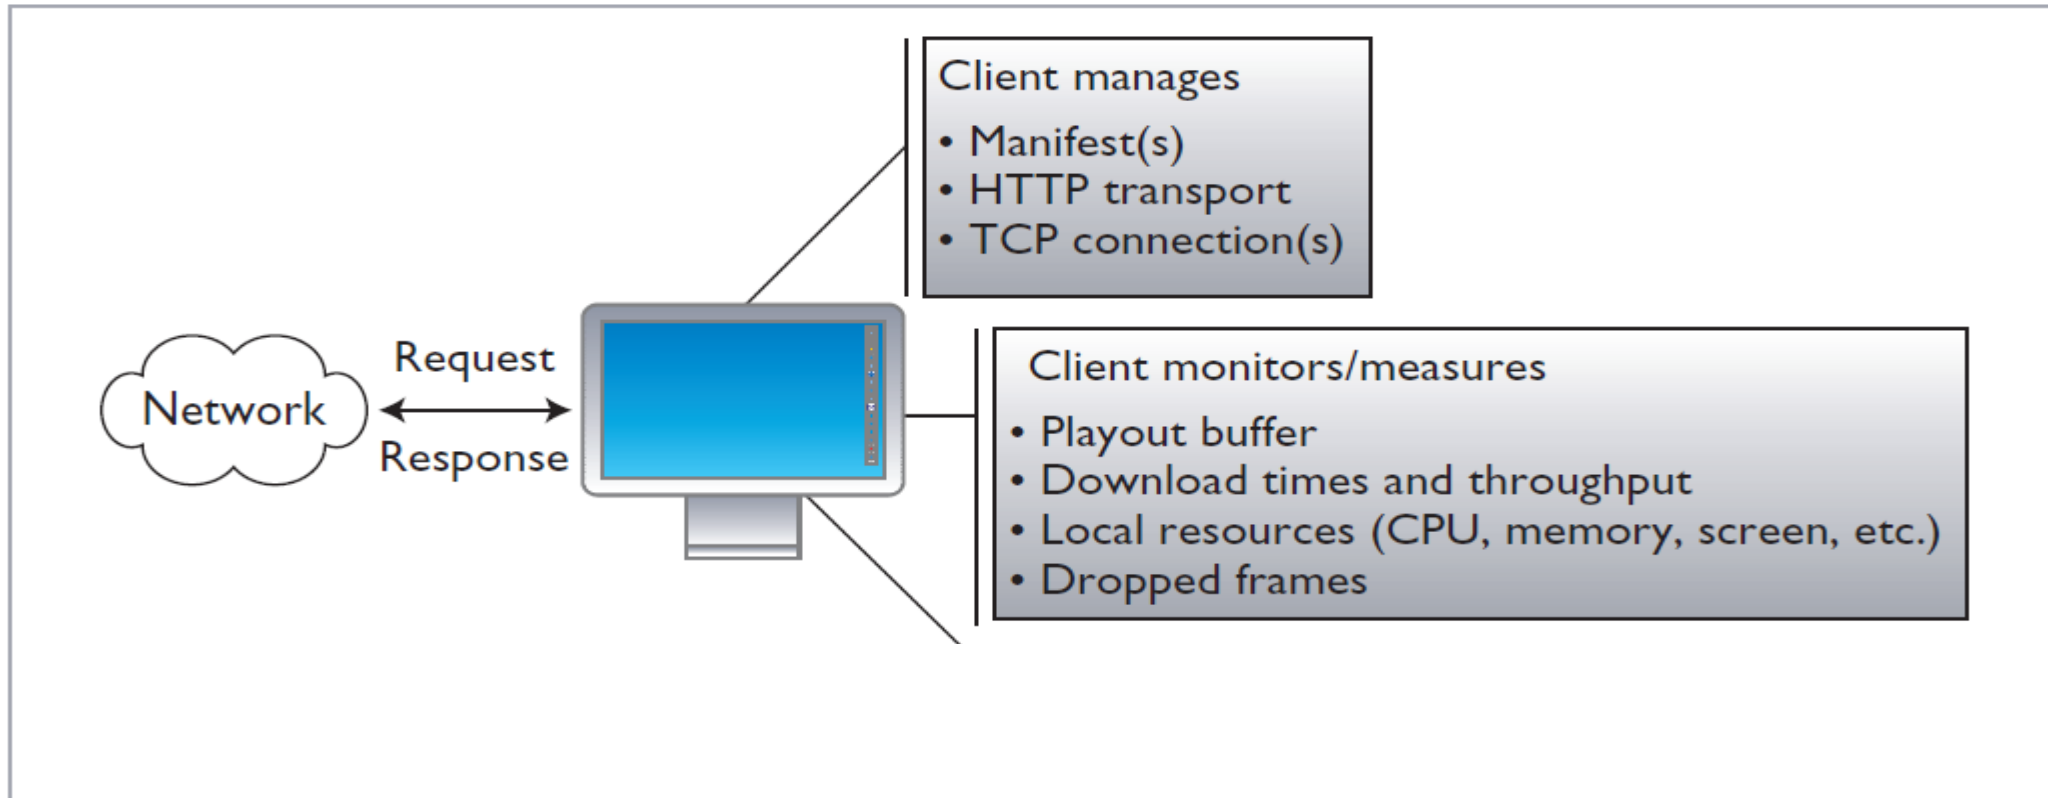 Client manages
• Manifest(s)
• HTTP transport
• TCP connection(s)
Network
Request
Response
Client monitors/measures
• Playout buffer
• Download times and throughput
• Local resources (CPU, memory, screen, etc.)
• Dropped frames